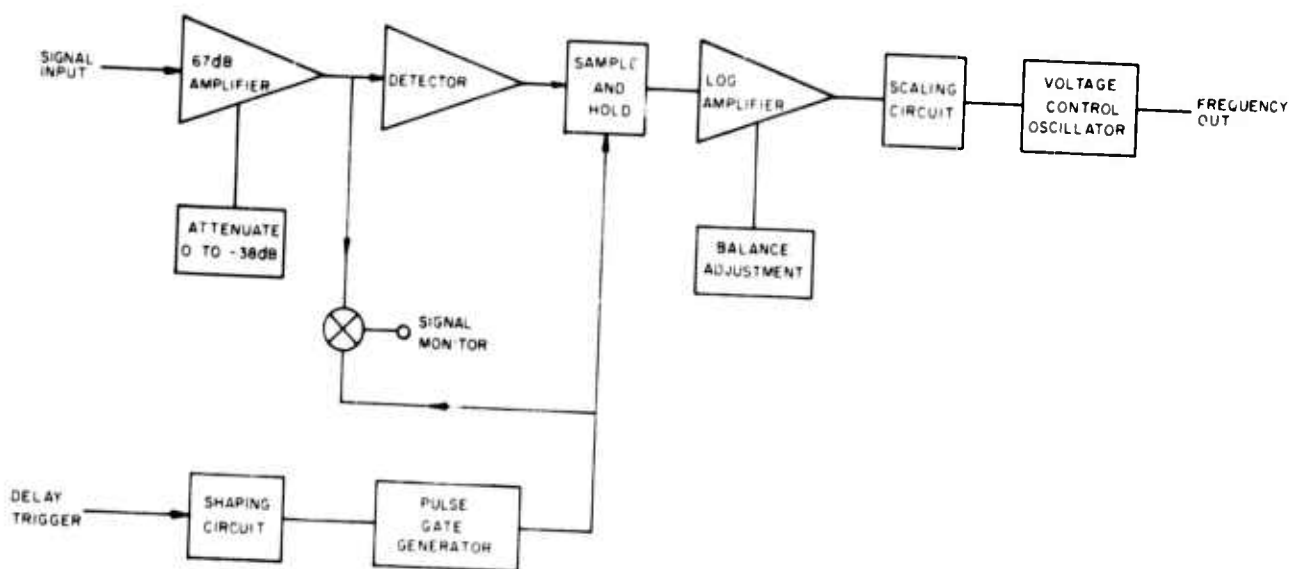 SIGNAL
INPUT
67dB
AMPLIFIER
DETECTOR
SAMPLE
AND
HOLD
LOG
AMPLIFIER
SCALING
CIRCUIT
VOLTAGE
CONTROL
OSCILLATOR
FREQUENCY
OUT
ATTENUATE
0 TO -38dB
BALANCE
ADJUSTMENT
SIGNAL
MONITOR
DELAY
TRIGGER
SHAPING
CIRCUIT
PULSE
GATE
GENERATOR